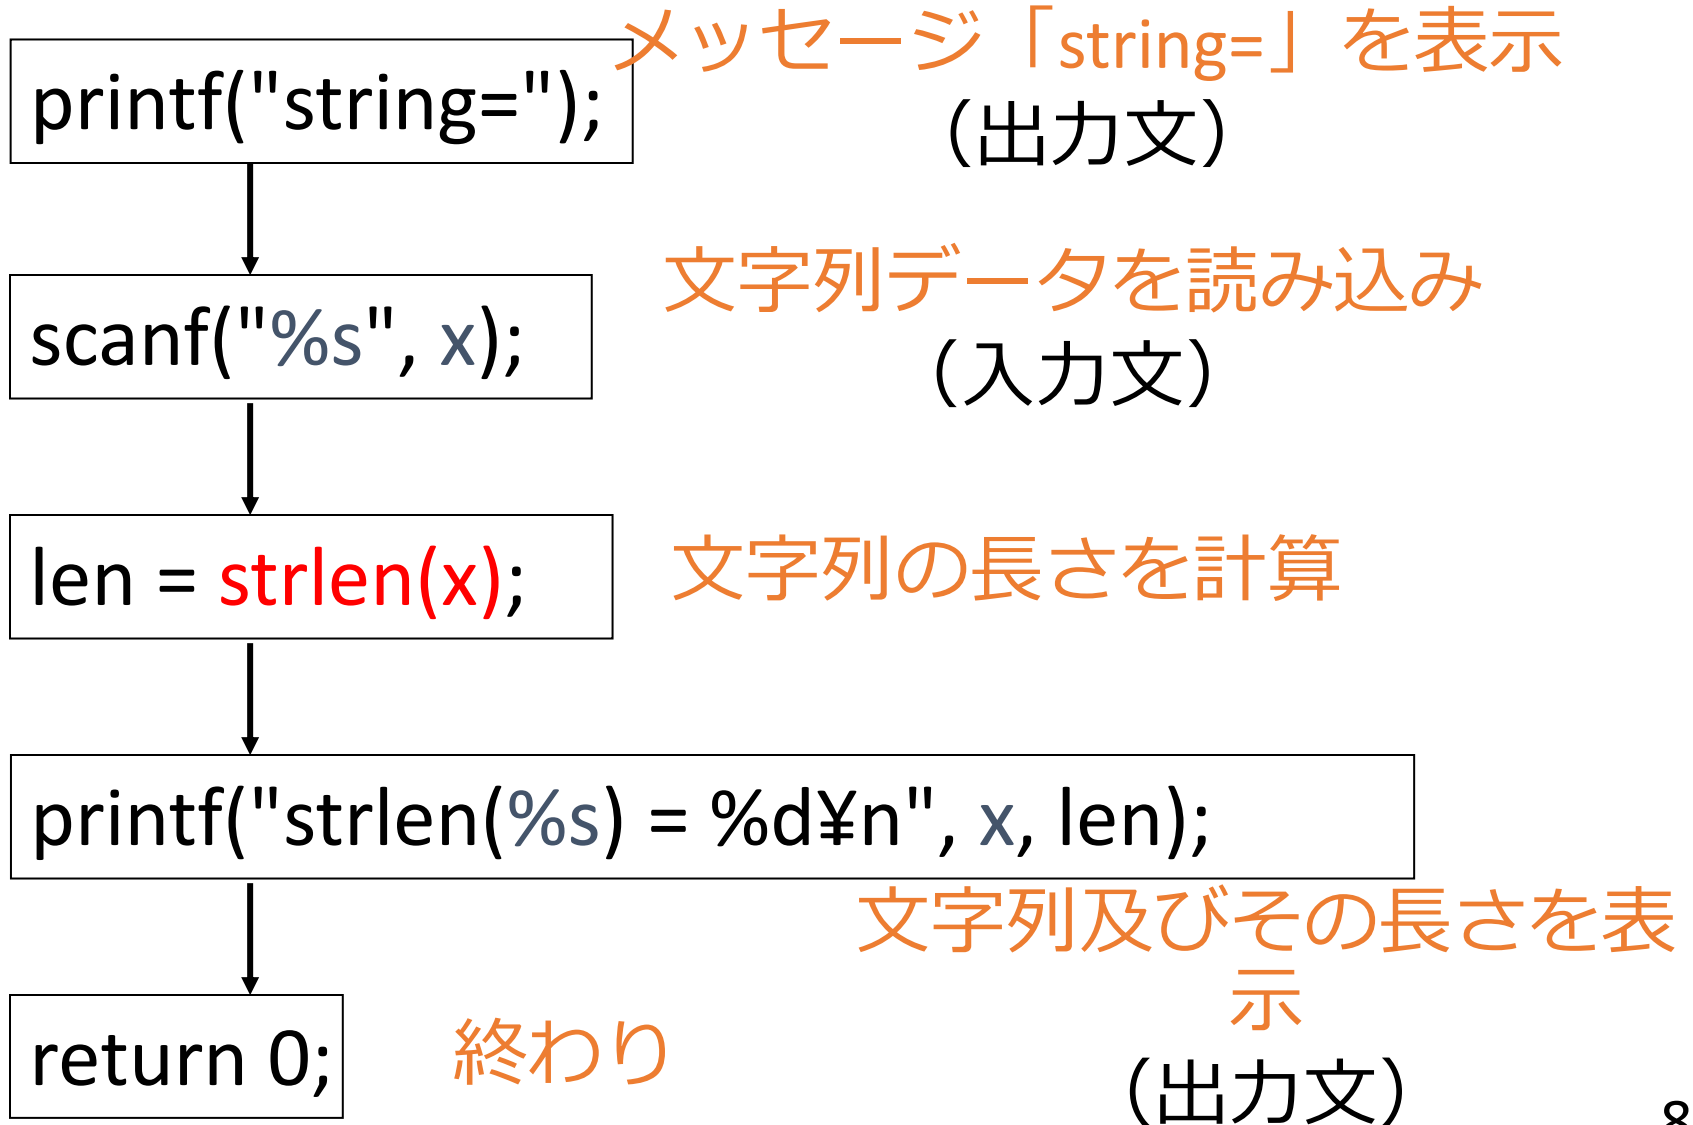 メッセージ「string=」を表示
printf("string=");
（出力文）
文字列データを読み込み
scanf("%s", x);
（入力文）
len = strlen(x);
文字列の長さを計算
printf("strlen(%s) = %d¥n", x, len);
文字列及びその長さを表
示
return 0;
終わり
（出力文）
8